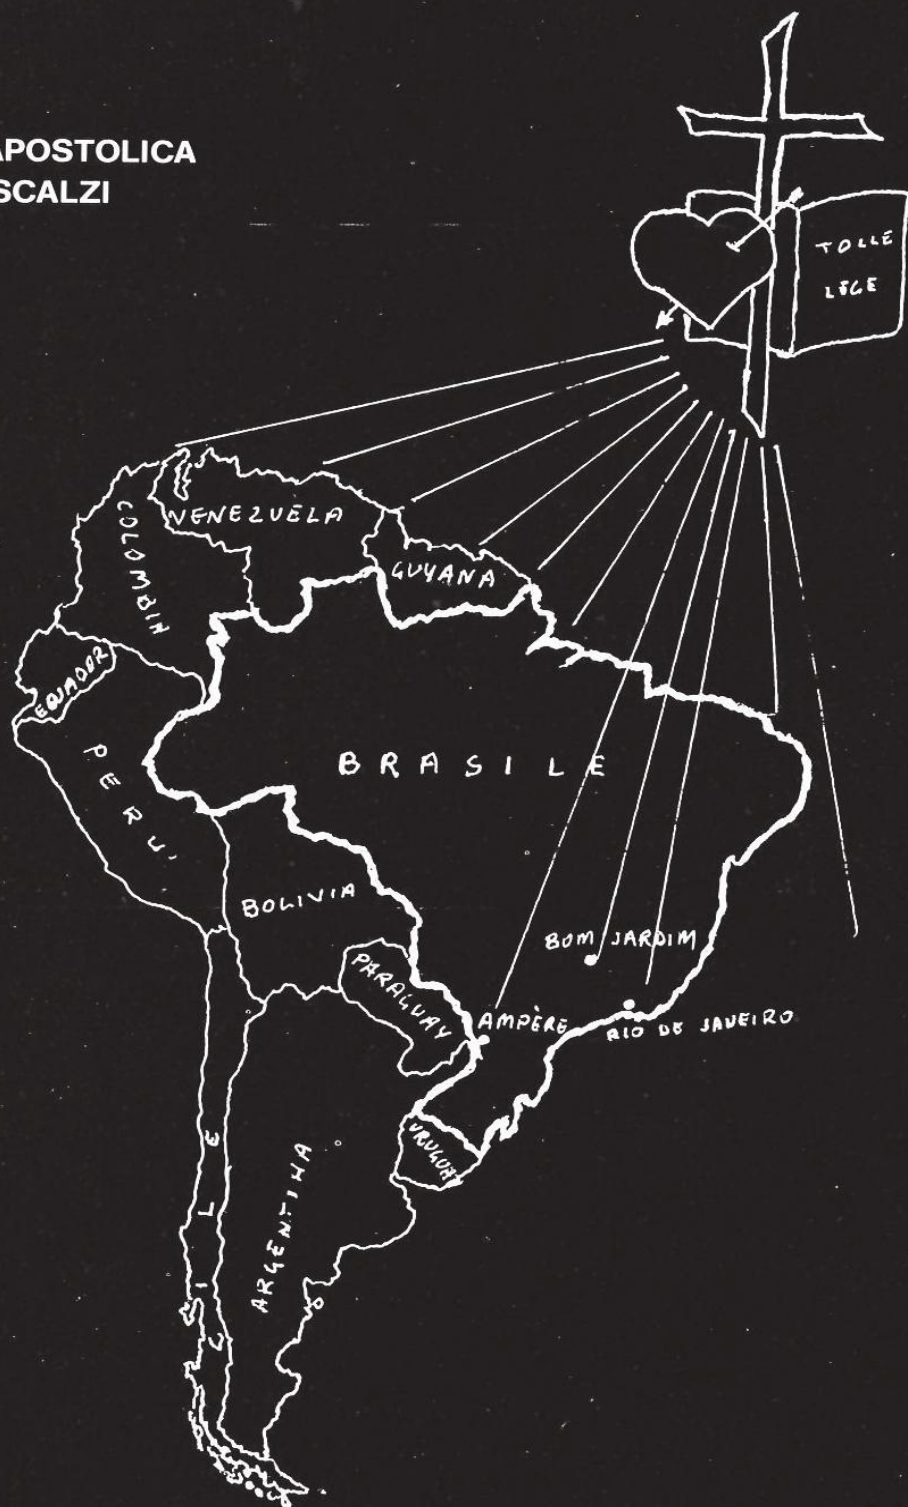 APOSTOLICA
SCALZI
TOLLE
LEGE
VENEZUELA
COLOMBIA
GUYANA
EQUADOR
BRASILE
PERU'
BOLIVIA
BOM JARDIM
PARAGUAY
AMPÈRE
RIO DE JANEIRO
URUGUAY
CILE
ARGENTINA